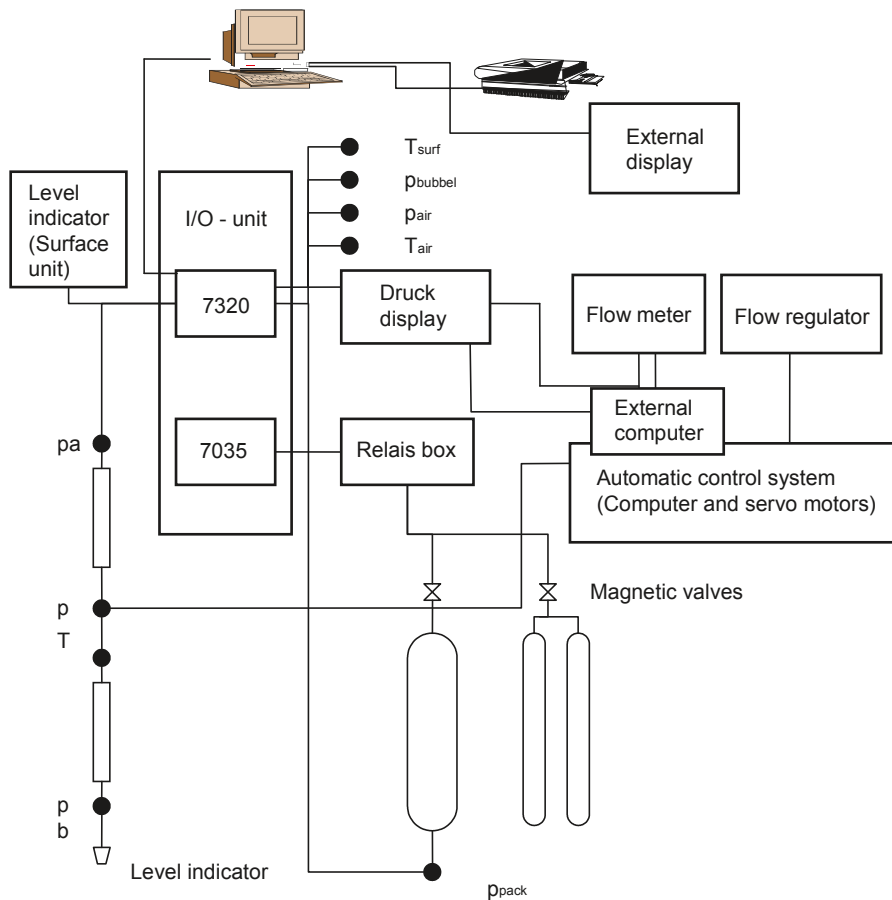 External
display
Tsurf
pbubbel
pair
Tair
Level
indicator
(Surface
unit)
I/O - unit
7320
Druck
display
Flow meter
Flow regulator
External
computer
pa
7035
Relais box
Automatic control system
(Computer and servo motors)
p
T
Magnetic valves
p
b
Level indicator
ppack